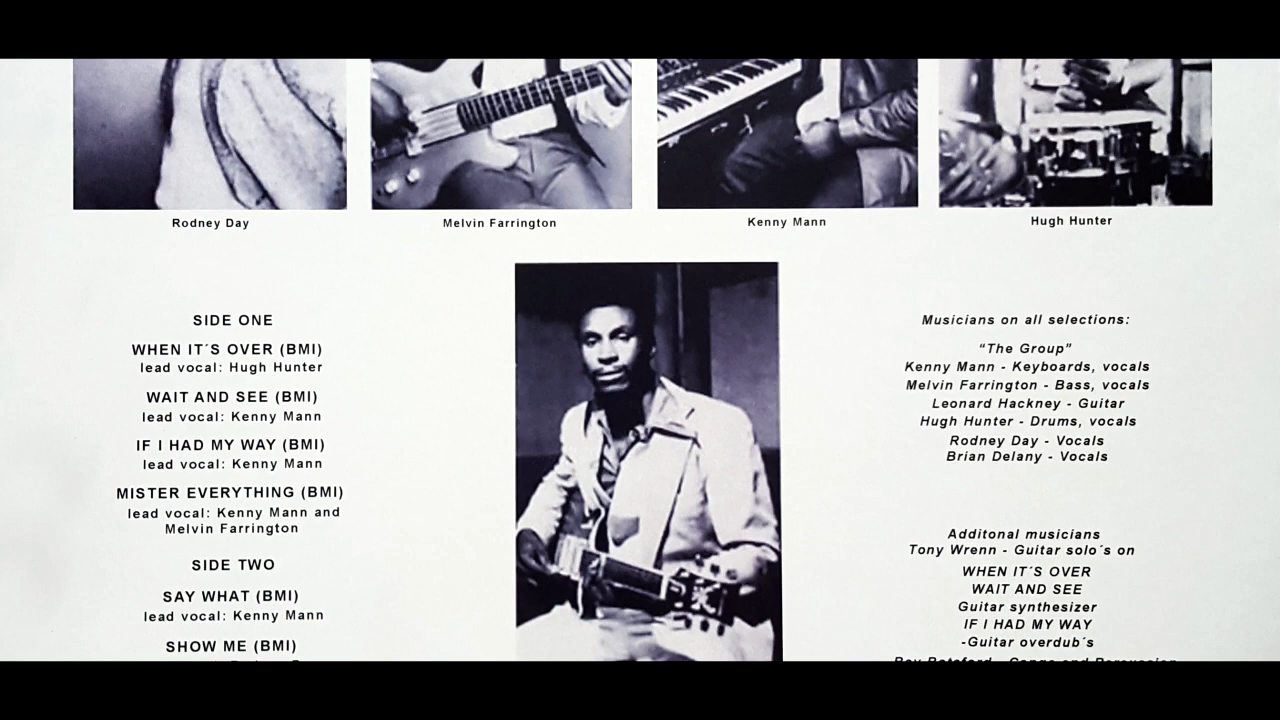 Rodney Day
Melvin Farrington
Kenny Mann
Hugh Hunter
SIDE ONE
WHEN IT´S OVER (BMI)
lead vocal: Hugh Hunter
WAIT AND SEE (BMI)
lead vocal: Kenny Mann
IF I HAD MY WAY (BMI)
lead vocal: Kenny Mann
MISTER EVERYTHING (BMI)
lead vocal: Kenny Mann and
Melvin Farrington
SIDE TWO
SAY WHAT (BMI)
lead vocal: Kenny Mann
SHOW ME (BMI)
Musicians on all selections:
“The Group”
Kenny Mann - Keyboards, vocals
Melvin Farrington - Bass, vocals
Leonard Hackney - Guitar
Hugh Hunter - Drums, vocals
Rodney Day - Vocals
Brian Delany - Vocals
Additonal musicians
Tony Wrenn - Guitar solo´s on
WHEN IT´S OVER
WAIT AND SEE
Guitar synthesizer
IF I HAD MY WAY
-Guitar overdub´s